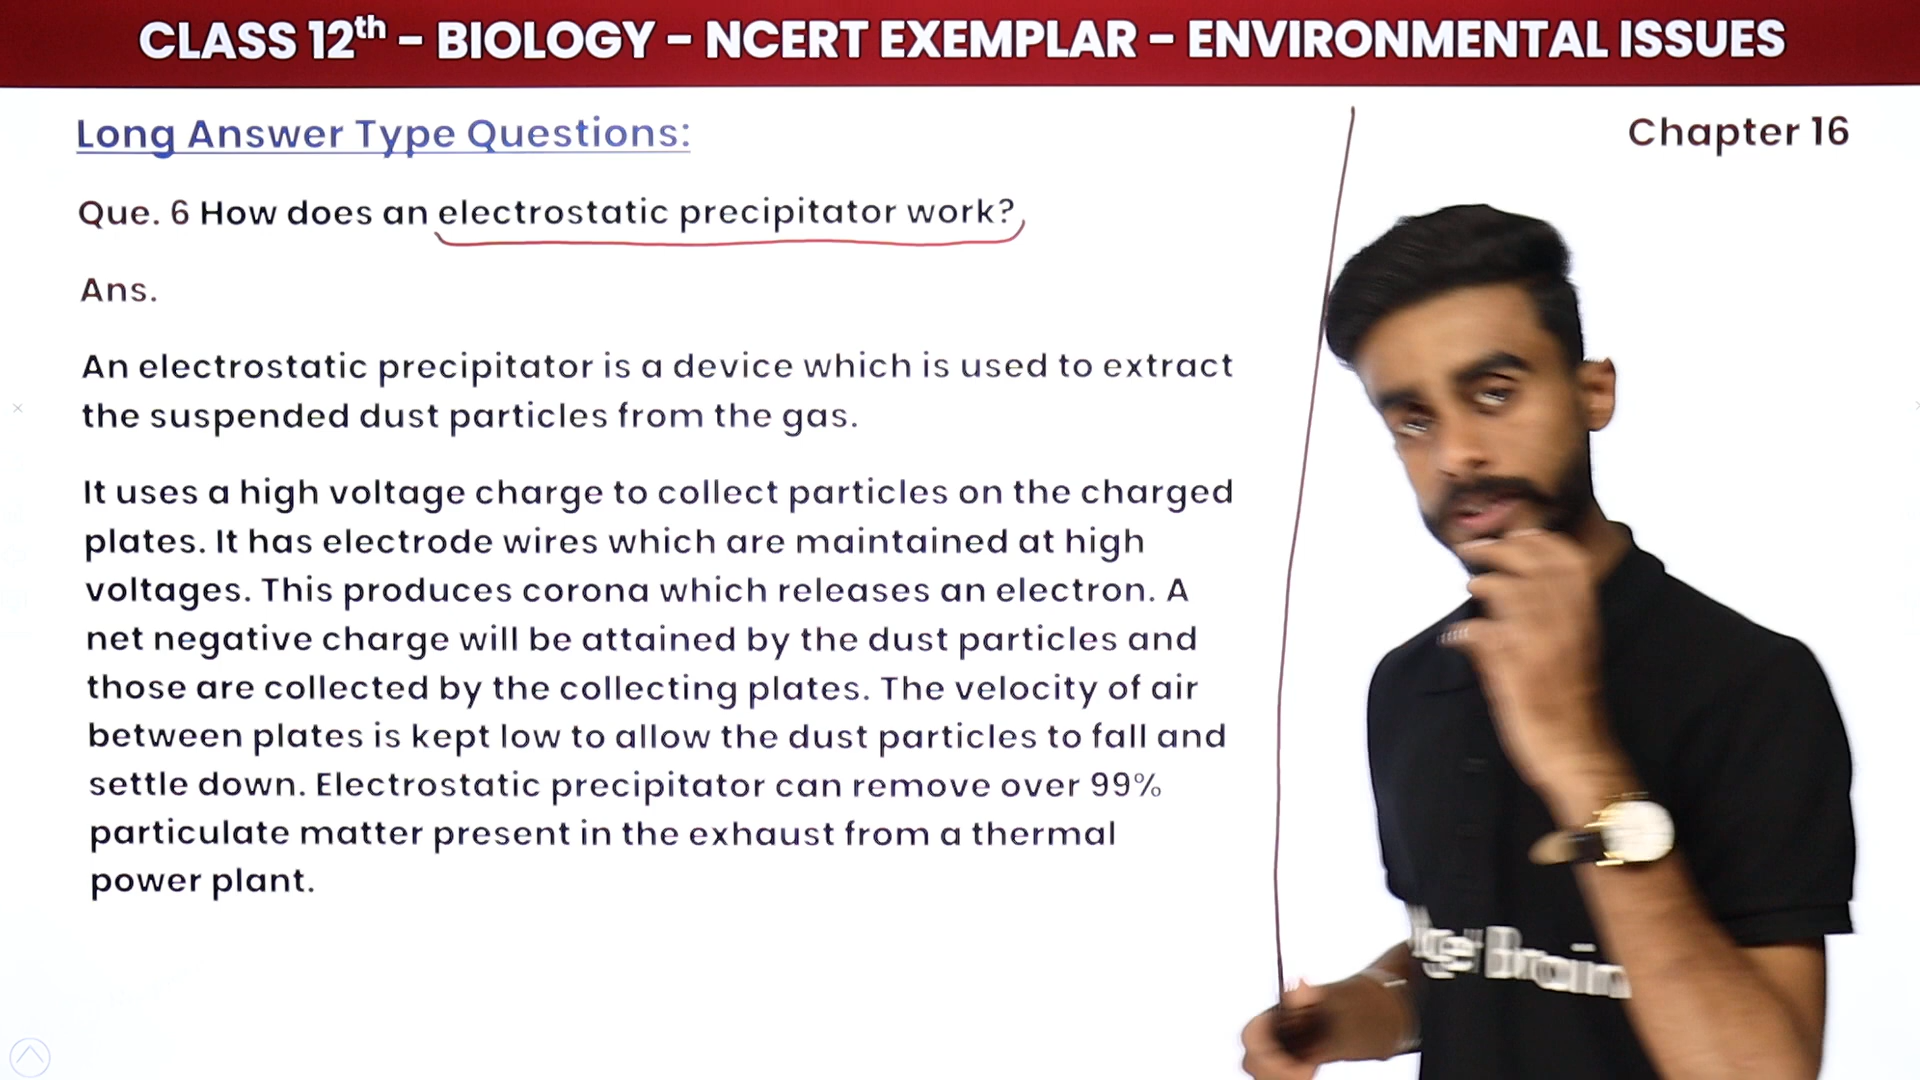 CLASS 12th - BIOLOGY - NCERT EXEMPLAR - ENVIRONMENTAL ISSUES
Long Answer Type Questions:
Chapter 16
Que. 6 How does an electrostatic precipitator work?
Ans.
An electrostatic precipitator is a device which is used to extract
the suspended dust particles from the gas.
It uses a high voltage charge to collect particles on the charged
plates. It has electrode wires which are maintained at high
voltages. This produces corona which releases an electron. A
net negative charge will be attained by the dust particles and
those are collected by the collecting plates. The velocity of air
between plates is kept low to allow the dust particles to fall and
settle down. Electrostatic precipitator can remove over 99%
particulate matter present in the exhaust from a thermal
power plant.